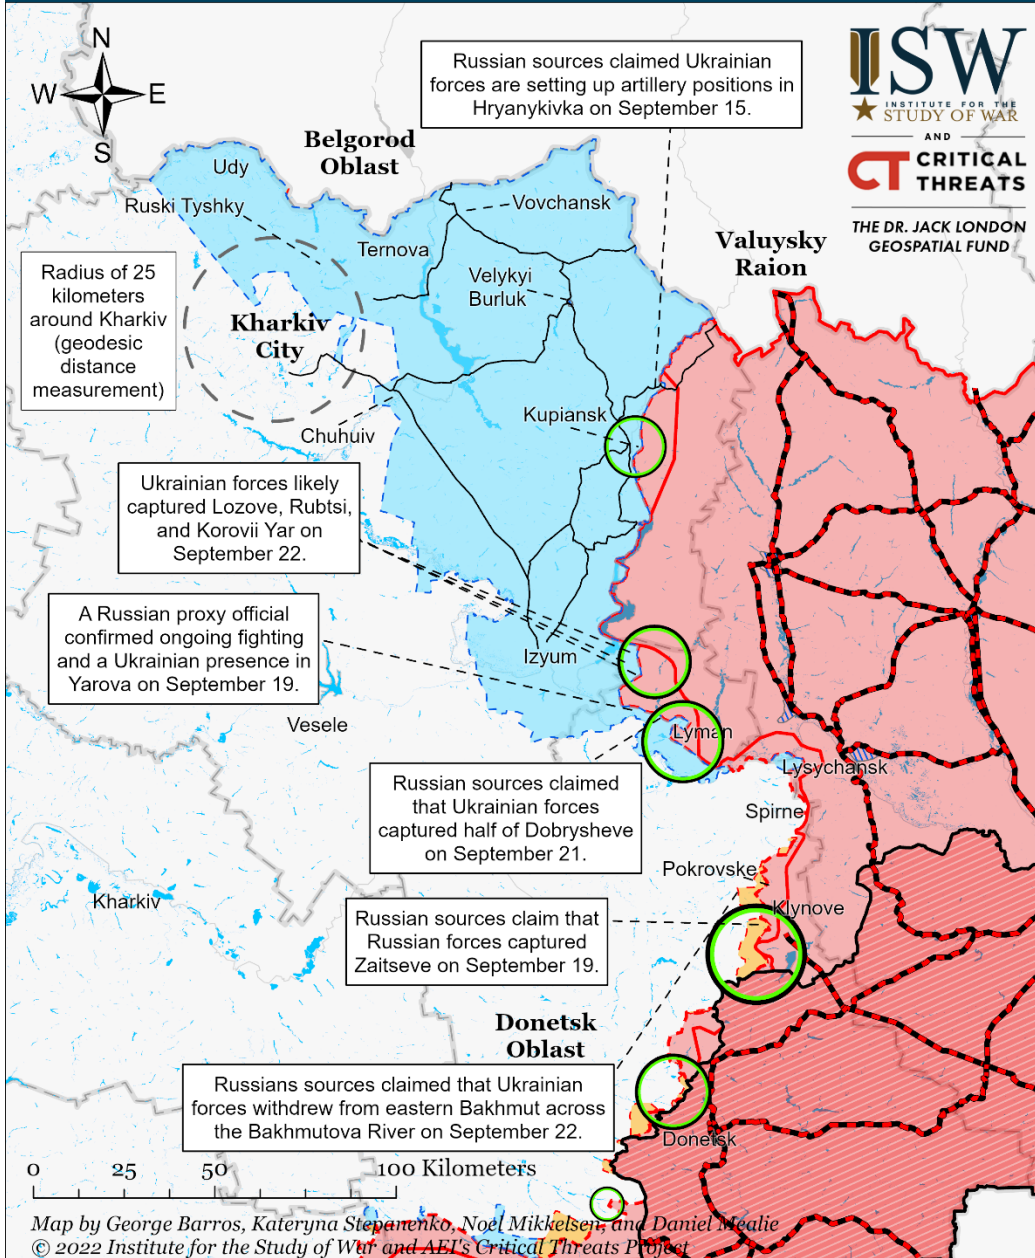 N
W E
S
Russian sources claimed Ukrainian
forces are setting up artillery positions in
Hryanykivka on September 15.
ISW
INSTITUTE FOR THE
STUDY OF WAR
AND
CT CRITICAL
THREATS
THE DR. JACK LONDON
GEOSPATIAL FUND
Belgorod
Oblast
Udy
Ruski Tyshky
Vovchansk
Ternova
Valuysky
Raion
Radius of 25
kilometers
around Kharkiv
(geodesic
distance
measurement)
Velykyi
Burluk
Kharkiv
City
Kupiansk
Chuhuiv
Ukrainian forces likely
captured Lozove, Rubtsi,
and Korovii Yar on
September 22.
A Russian proxy official
confirmed ongoing fighting
and a Ukrainian presence in
Yarova on September 19.
Izyum
Vesele
Lyman
Lysychansk
Russian sources claimed
that Ukrainian forces
captured half of Dobrysheve
on September 21.
Spirne
Pokrovske
Kharkiv
Klynove
Russian sources claim that
Russian forces captured
Zaitseve on September 19.
Donetsk
Oblast
Russians sources claimed that Ukrainian
forces withdrew from eastern Bakhmut across
the Bakhmutova River on September 22.
Donetsk
0 25 50 100 Kilometers
Map by George Barros, Kateryna Stepanenko, Noel Mikkelsen, and Daniel Mealie
© 2022 Institute for the Study of War and AEI's Critical Threats Project